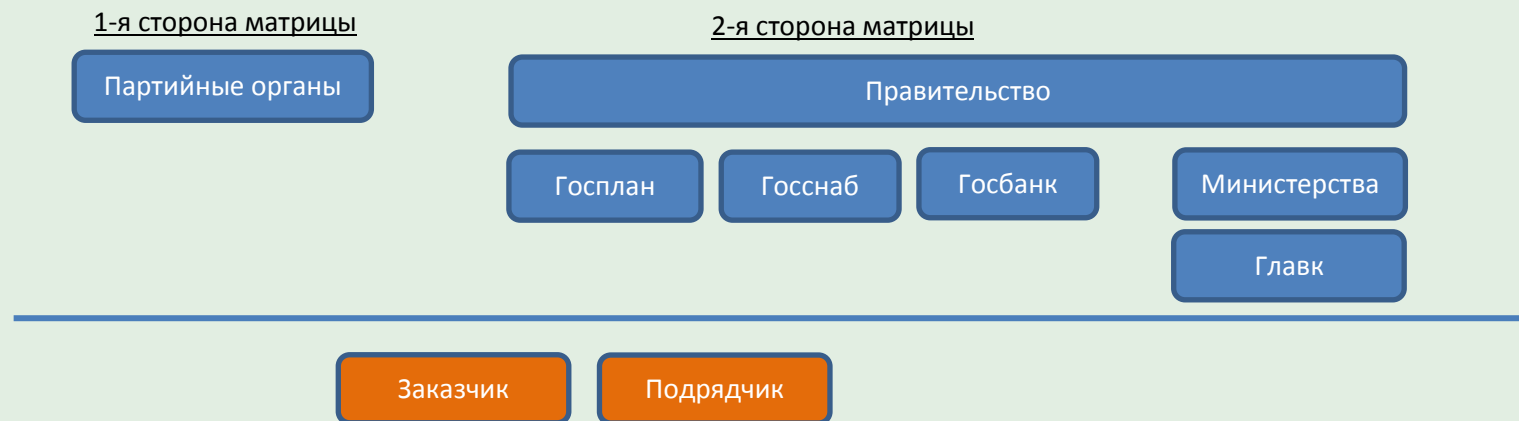 1-я сторона матрицы
2-я сторона матрицы
Партийные органы
Правительство
Госплан
Госснаб
Госбанк
Министерства
Главк
Заказчик
Подрядчик